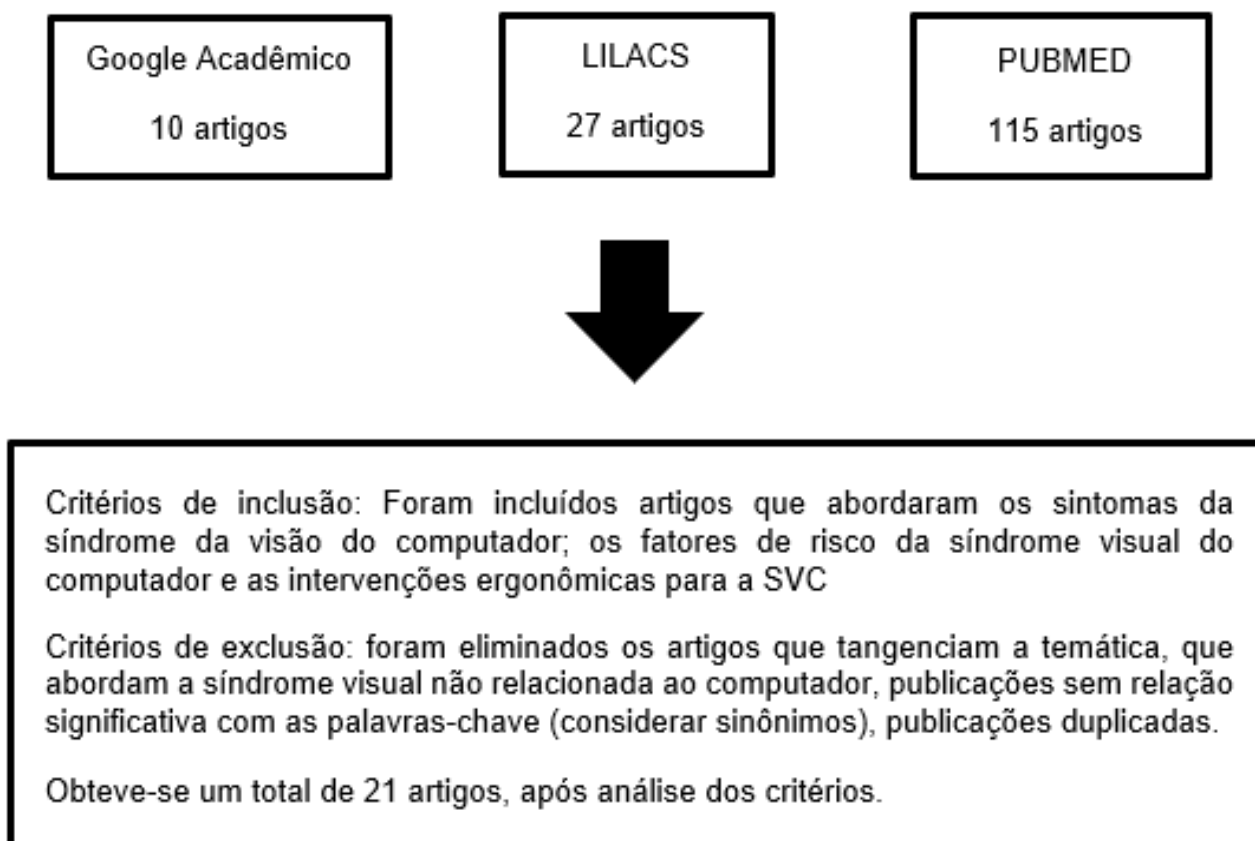 Google Acadêmico
10 artigos
LILACS
27 artigos
PUBMED
115 artigos
Critérios de inclusão: Foram incluídos artigos que abordaram os sintomas da
síndrome da visão do computador; os fatores de risco da síndrome visual do
computador e as intervenções ergonômicas para a SVC
Critérios de exclusão: foram eliminados os artigos que tangenciam a temática, que
abordam a síndrome visual não relacionada ao computador, publicações sem relação
significativa com as palavras-chave (considerar sinônimos), publicações duplicadas.
Obteve-se um total de 21 artigos, após análise dos critérios.